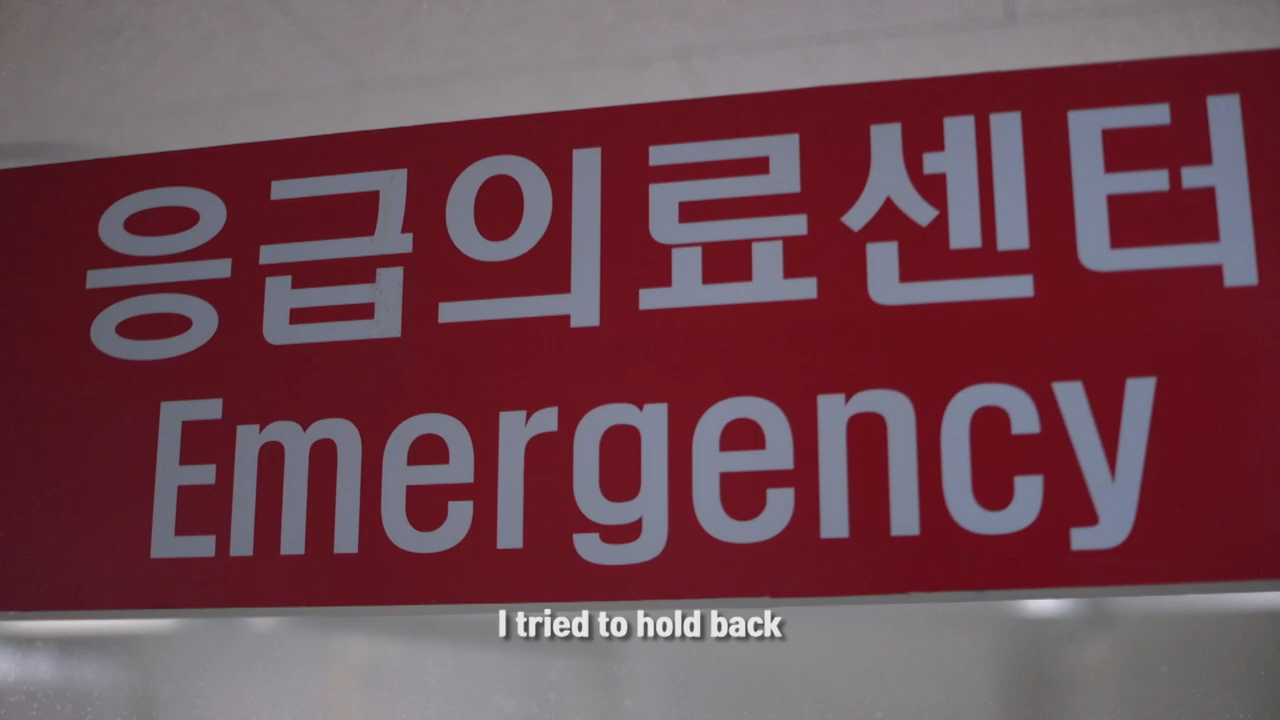 응급의료센터
Emergency
I tried to hold back